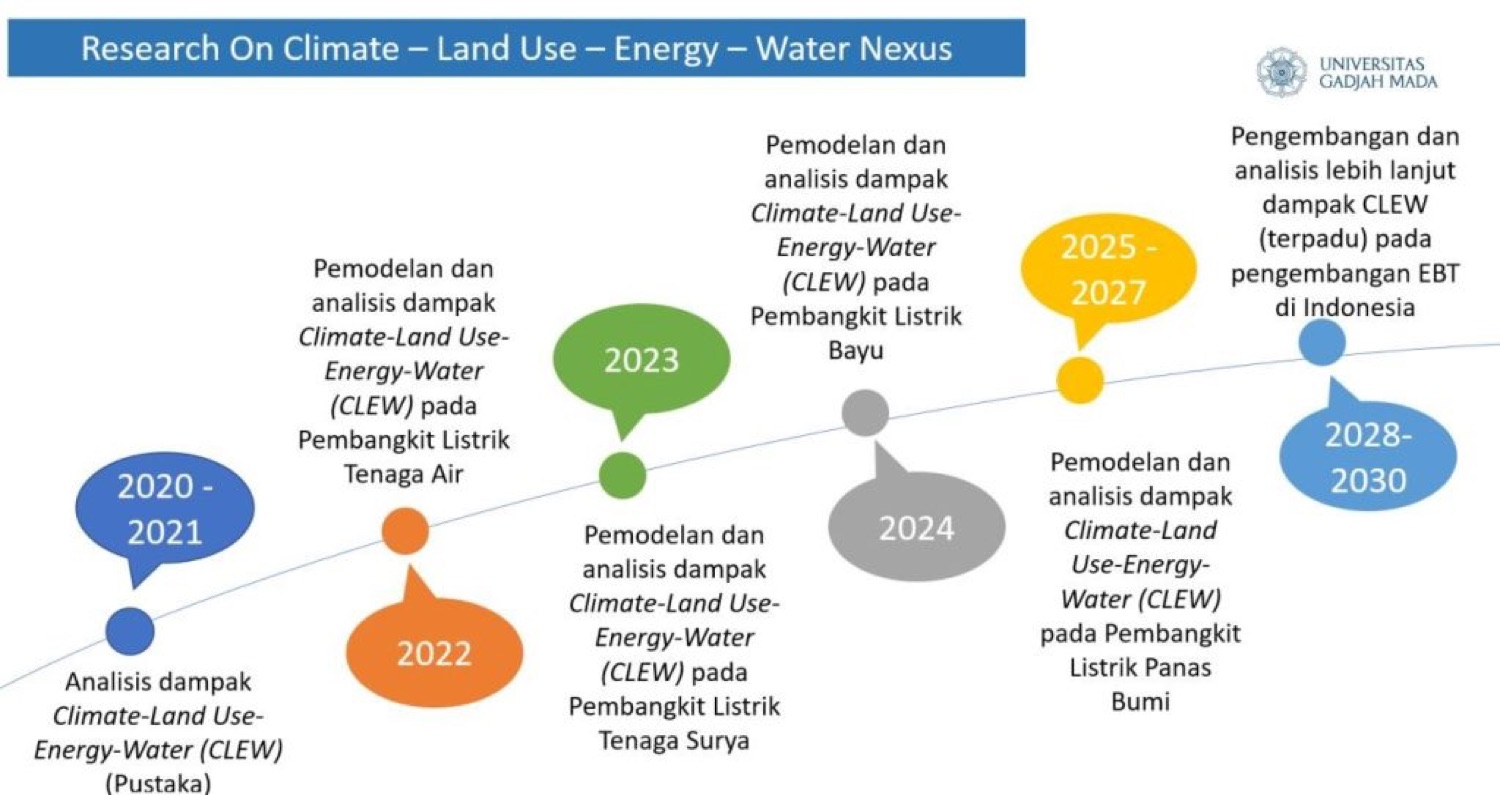 Research On Climate – Land Use – Energy – Water Nexus
UNIVERSITAS
GADJAH MADA
2020 -
2021
Analisis dampak
Climate-Land Use-
Energy-Water (CLEW)
(Pustaka)
Pemodelan dan
analisis dampak
Climate-Land Use-
Energy-Water
(CLEW) pada
Pembangkit Listrik
Tenaga Air
2022
2023
Pemodelan dan
analisis dampak
Climate-Land Use-
Energy-Water
(CLEW) pada
Pembangkit Listrik
Tenaga Surya
Pemodelan dan
analisis dampak
Climate-Land Use-
Energy-Water
(CLEW) pada
Pembangkit Listrik
Bayu
2024
2025 -
2027
Pemodelan dan
analisis dampak
Climate-Land
Use-Energy-
Water (CLEW)
pada Pembangkit
Listrik Panas
Bumi
Pengembangan dan
analisis lebih lanjut
dampak CLEW
(terpadu) pada
pengembangan EBT
di Indonesia
2028-
2030